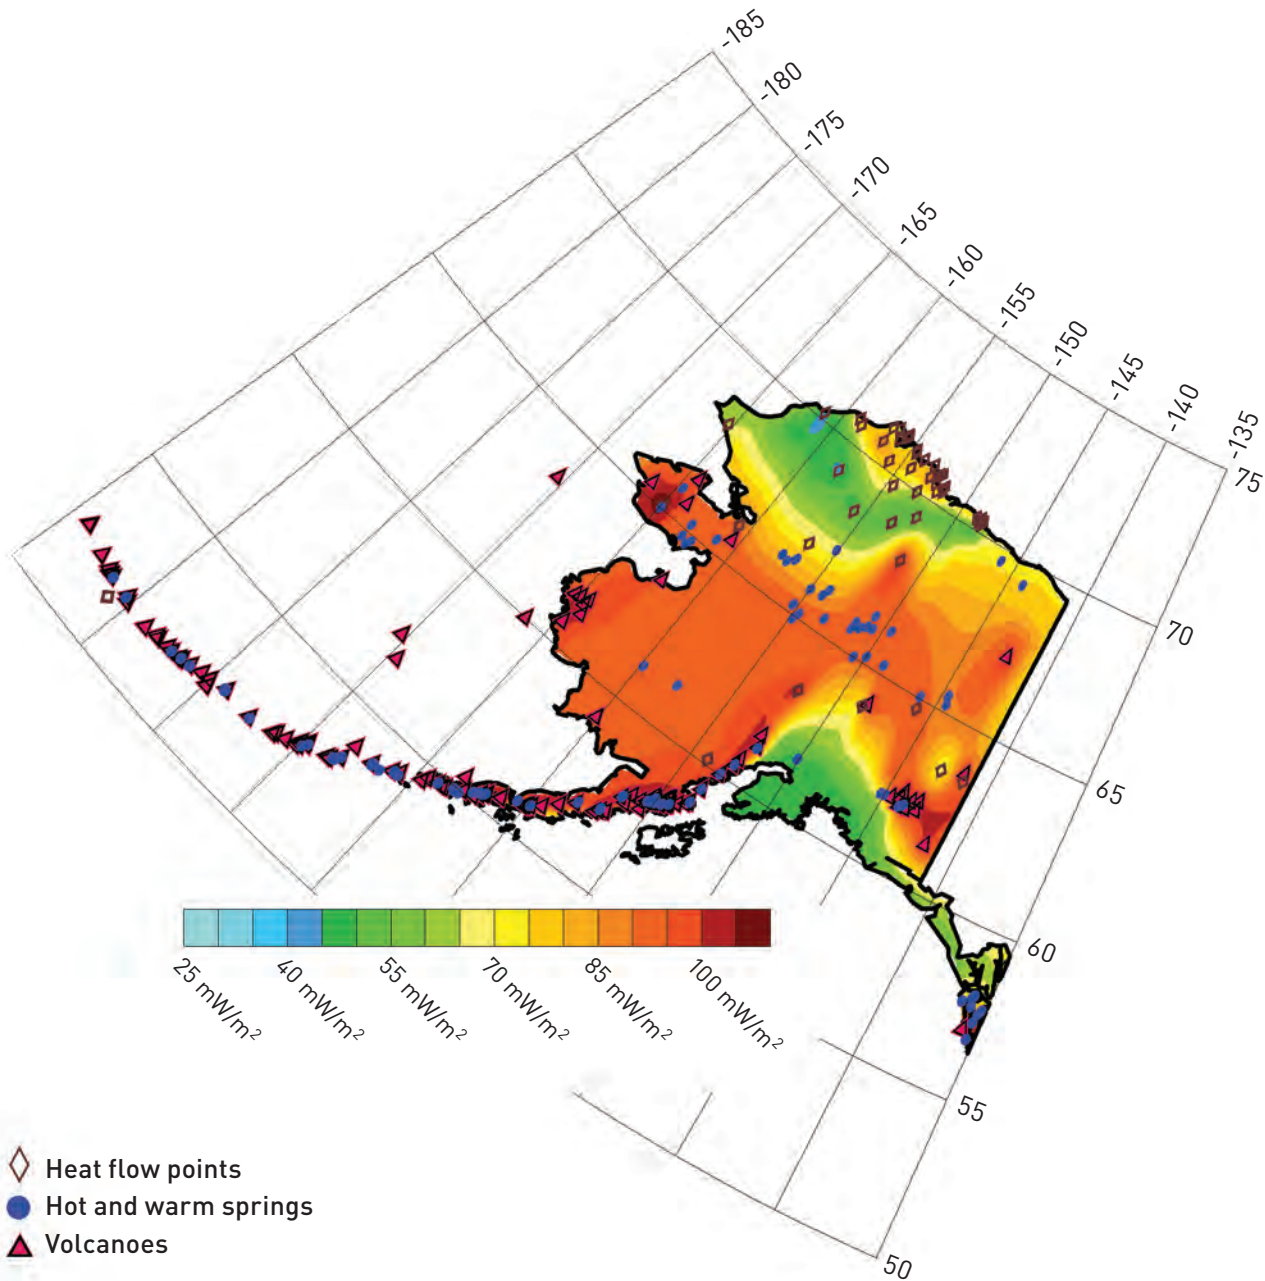 -185
-180
-175
-170
-165
-160
-155
-150
-145
-140
-135
75
70
65
60
55
50
25 mW/m²
40 mW/m²
55 mW/m²
70 mW/m²
85 mW/m²
100 mW/m²
Heat flow points
Hot and warm springs
Volcanoes